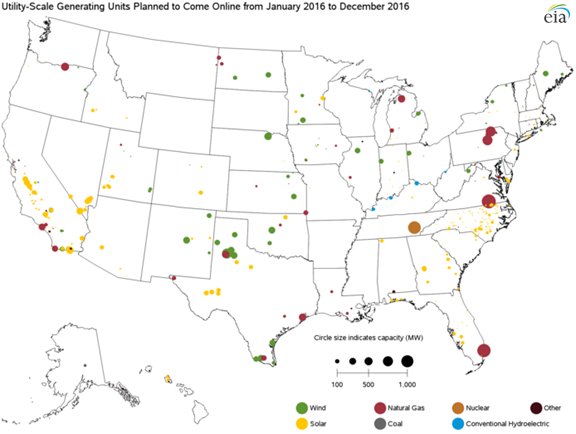 Utility-Scale Generating Units Planned to Come Online from January 2016 to December 2016
eia
Circle size indicates capacity (MW)
100 500 1,000
Wind Natural Gas Nuclear Other
Solar Coal Conventional Hydroelectric